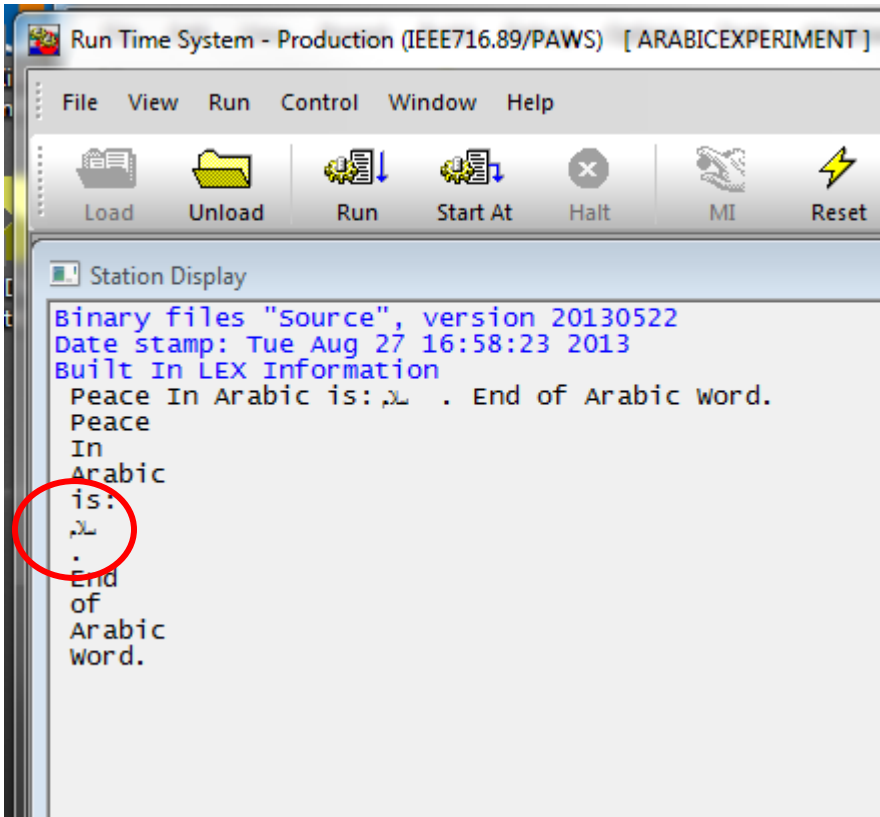 Run Time System - Production (IEEE716.89/PAWS) [ ARABICEXPERIMENT ]
File View Run Control Window Help
Load Unload Run Start At Halt MI Reset
Station Display
Binary files "Source", version 20130522
Date stamp: Tue Aug 27 16:58:23 2013
Built In LEX Information
Peace In Arabic is: سلام . End of Arabic Word.
Peace
In
Arabic
is:
سلام
.
End
of
Arabic
Word.